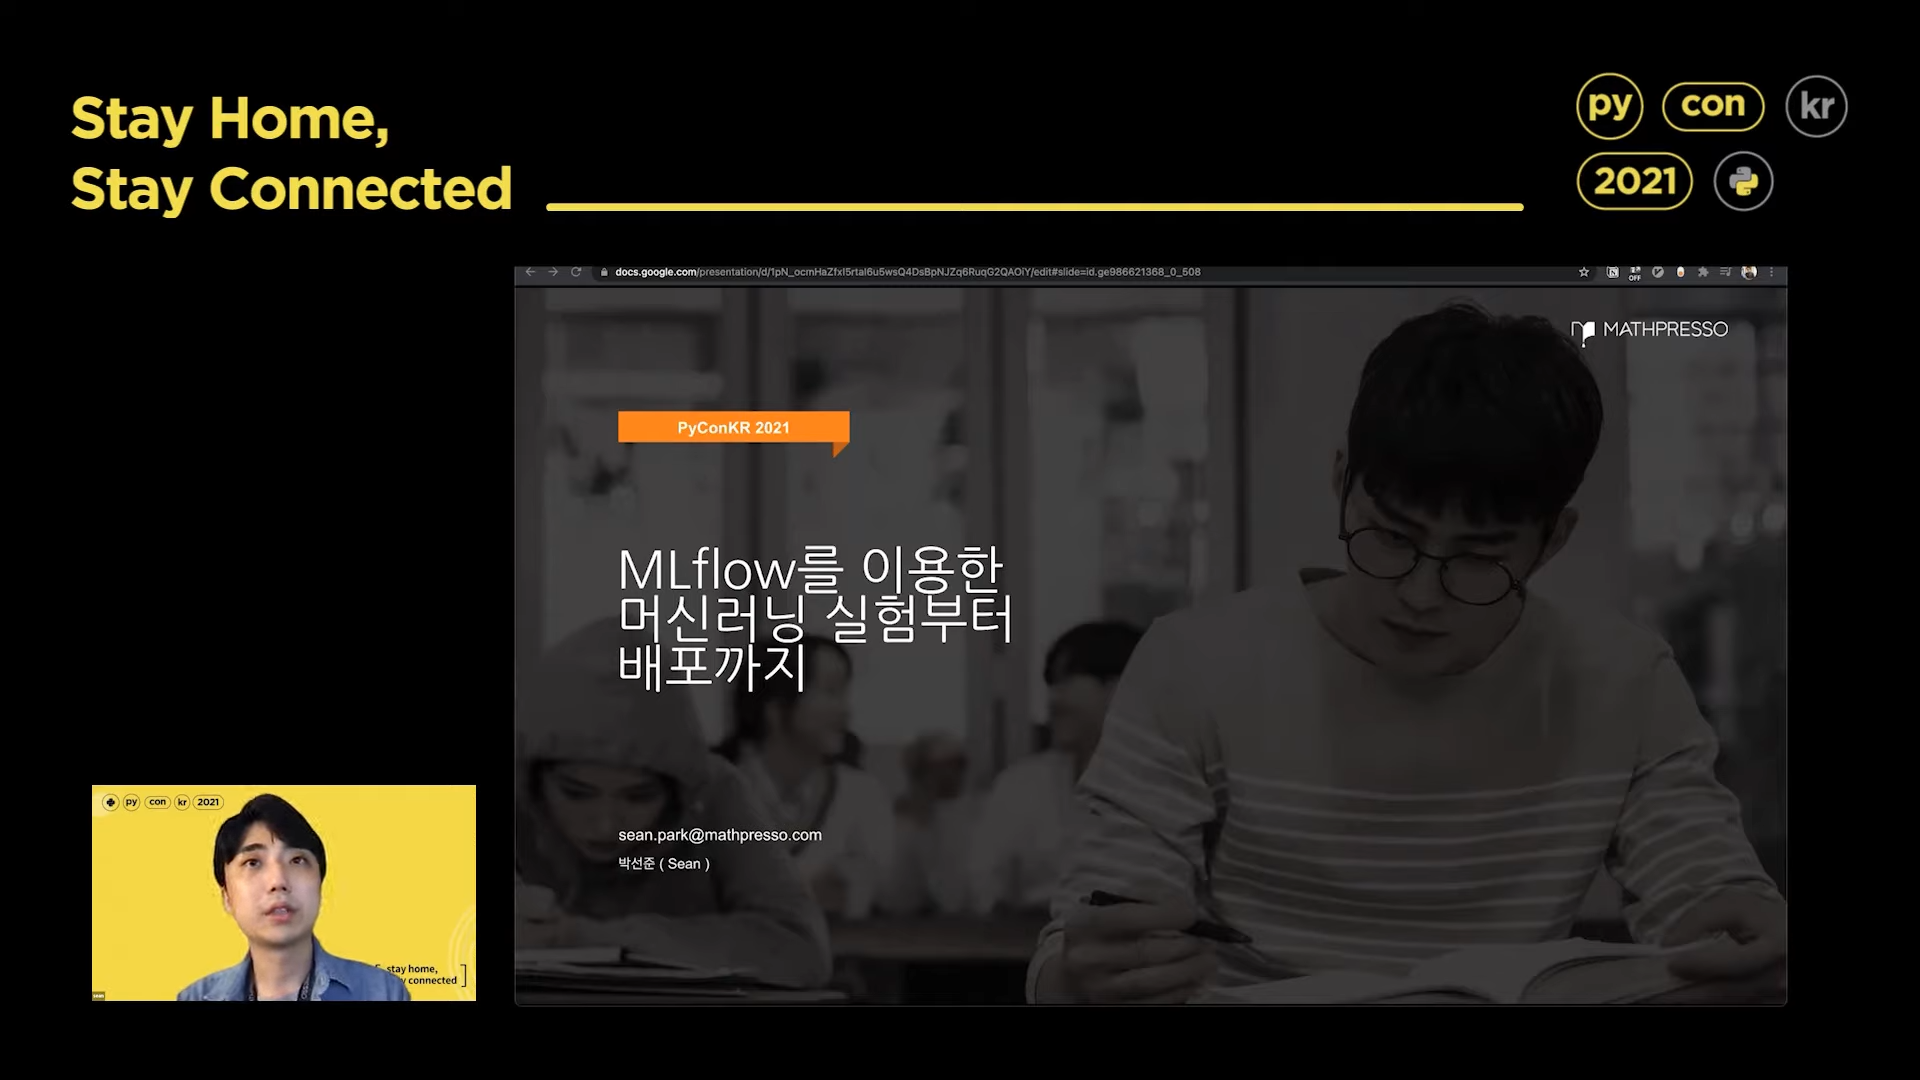 Stay Home,
Stay Connected
py con kr
2021
docs.google.com/presentation/d/1pN_ocmHaZfxI5rtal6u5wsQ4DsBpNJZq6RuqG2QAOiY/edit#slide=id.ge986621368_0_508
OFF
MATHPRESSO
PyConKR 2021
MLflow를 이용한
머신러닝 실험부터
배포까지
sean.park@mathpresso.com
박선준 ( Sean )
py con kr 2021
stay home,
connected